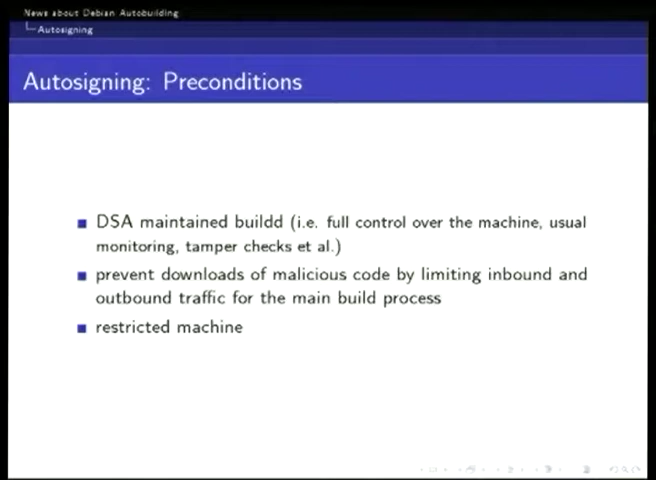 News about Debian Autobuilding
Autosigning
Autosigning: Preconditions
DSA maintained buildd (i.e. full control over the machine, usual
monitoring, tamper checks et al.)
prevent downloads of malicious code by limiting inbound and
outbound traffic for the main build process
restricted machine